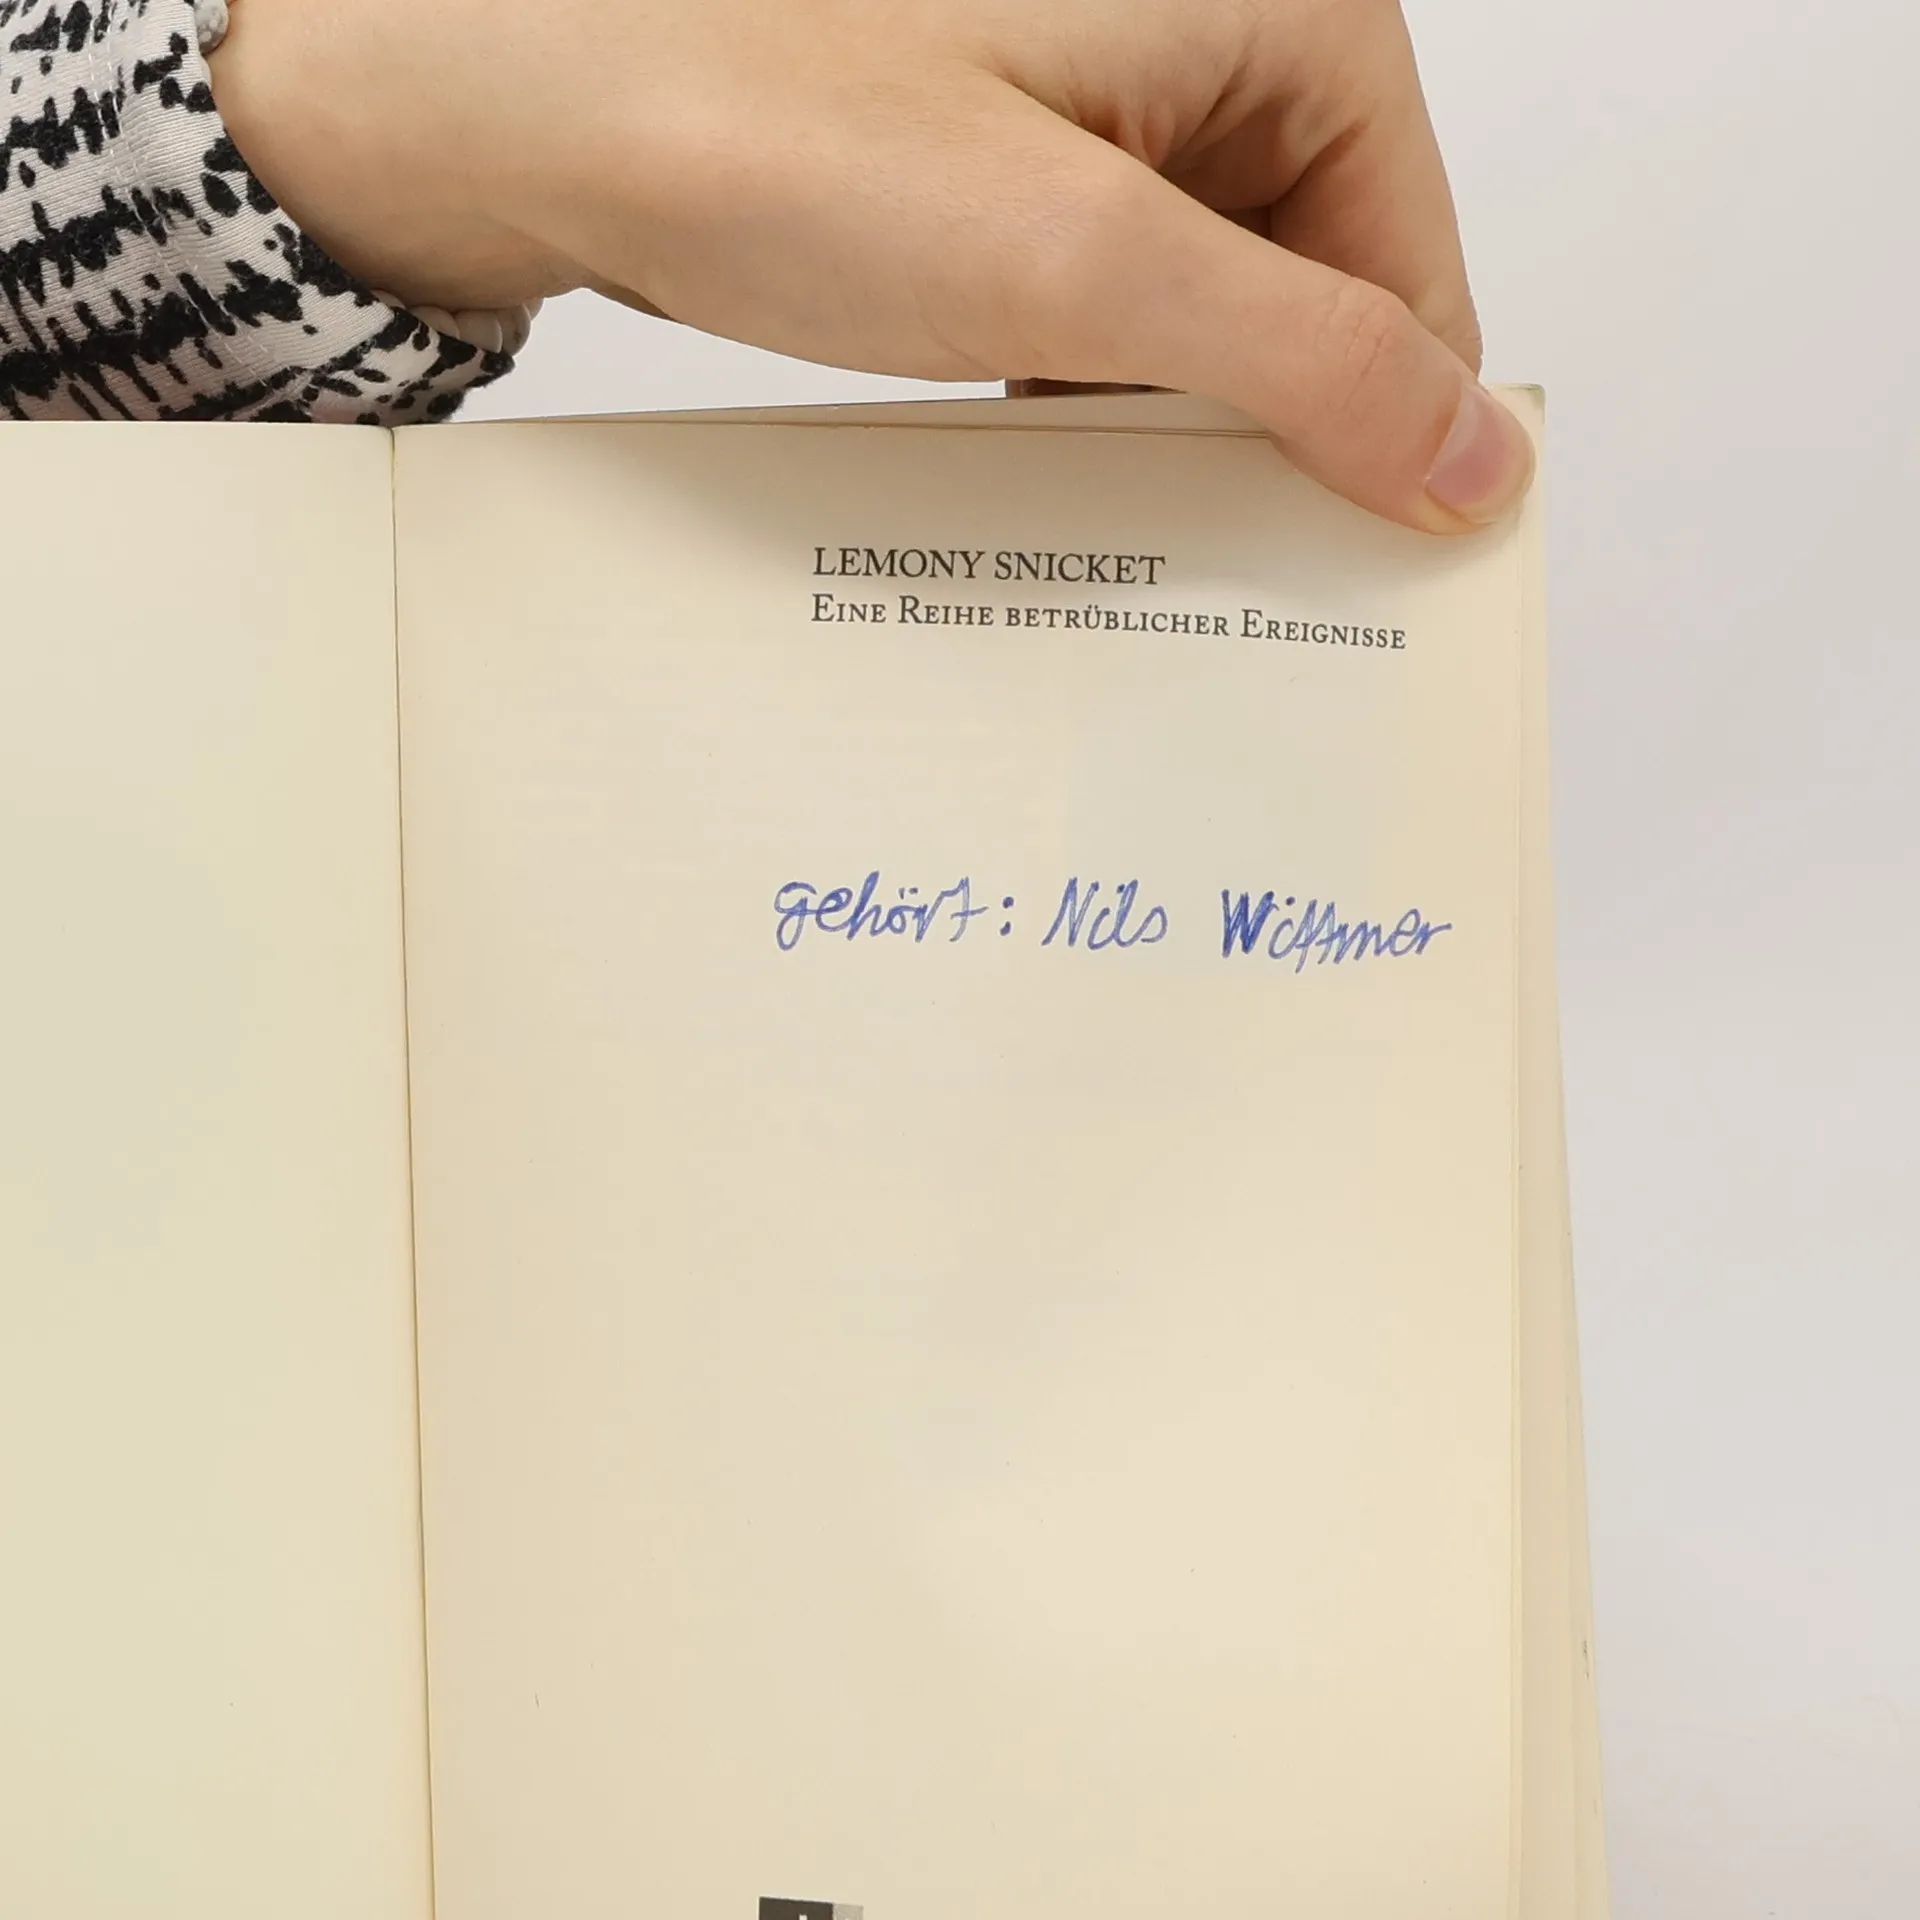 LEMONY SNICKET
EINE REIHE BETRÜBLICHER EREIGNISSE
gehört: Nils Wittmer